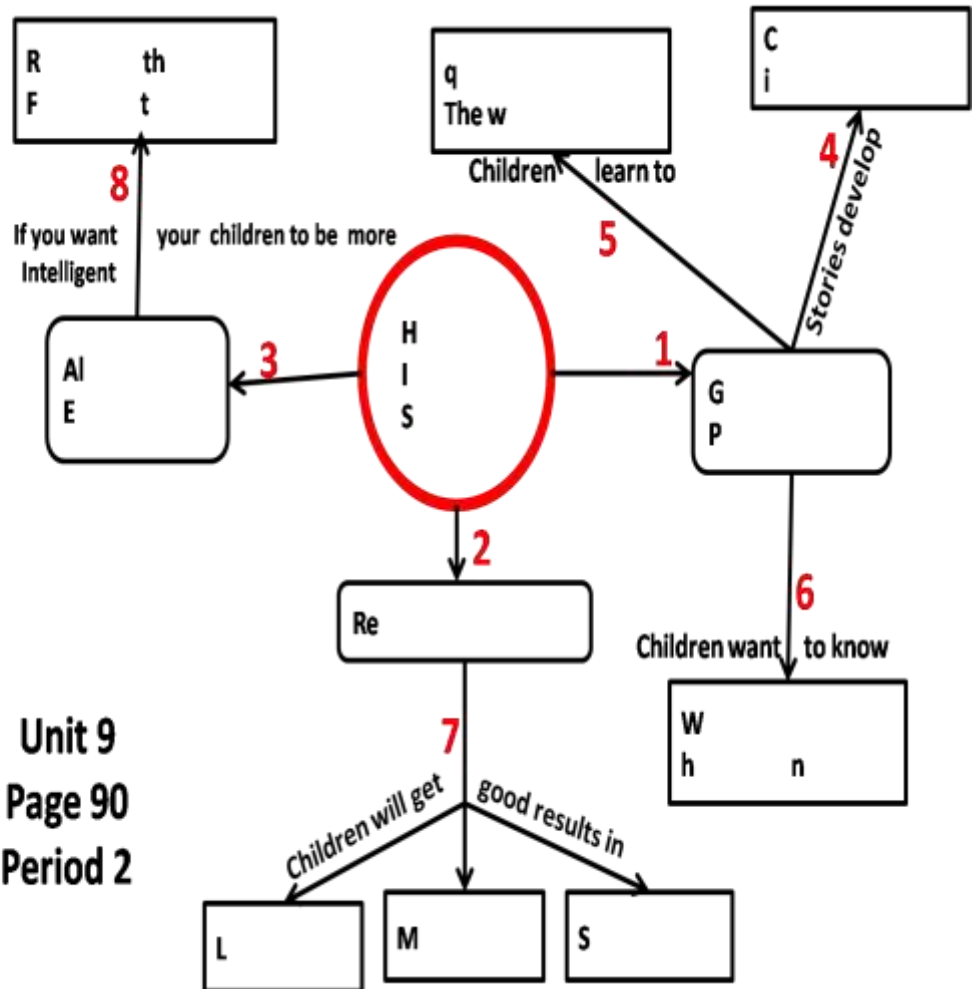 R th
F t
8
If you want your children to be more
Intelligent
Al
E
3
H
I
S
1
G
P
q
The w
Children learn to
5
C
i
4
Stories develop
6
Children want to know
W
h n
2
Re
7
Children will get good results in
L
M
S
Unit 9
Page 90
Period 2